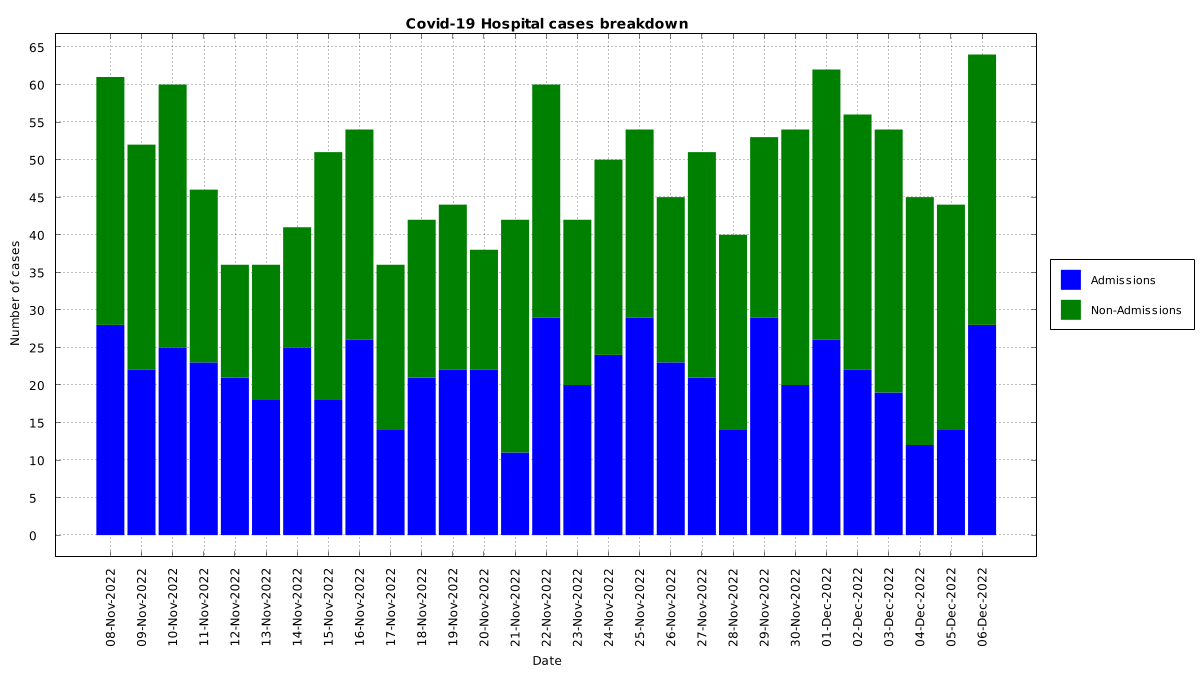 Covid-19 Hospital cases breakdown
65
60
55
50
45
40
35
30
25
20
15
10
5
0
Number of cases
08-Nov-2022
09-Nov-2022
10-Nov-2022
11-Nov-2022
12-Nov-2022
13-Nov-2022
14-Nov-2022
15-Nov-2022
16-Nov-2022
17-Nov-2022
18-Nov-2022
19-Nov-2022
20-Nov-2022
21-Nov-2022
22-Nov-2022
23-Nov-2022
24-Nov-2022
25-Nov-2022
26-Nov-2022
27-Nov-2022
28-Nov-2022
29-Nov-2022
30-Nov-2022
01-Dec-2022
02-Dec-2022
03-Dec-2022
04-Dec-2022
05-Dec-2022
06-Dec-2022
Date
Admissions
Non-Admissions